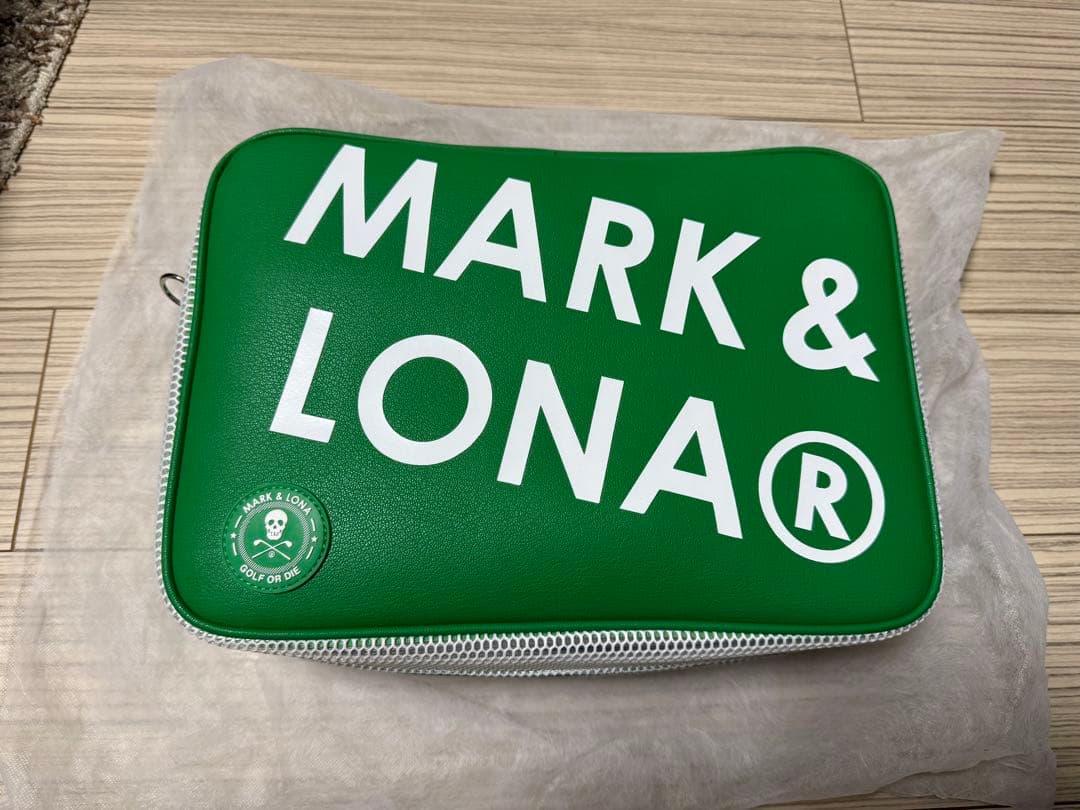 MARK &
LONA®
MARK & LONA
®
GOLF OR DIE